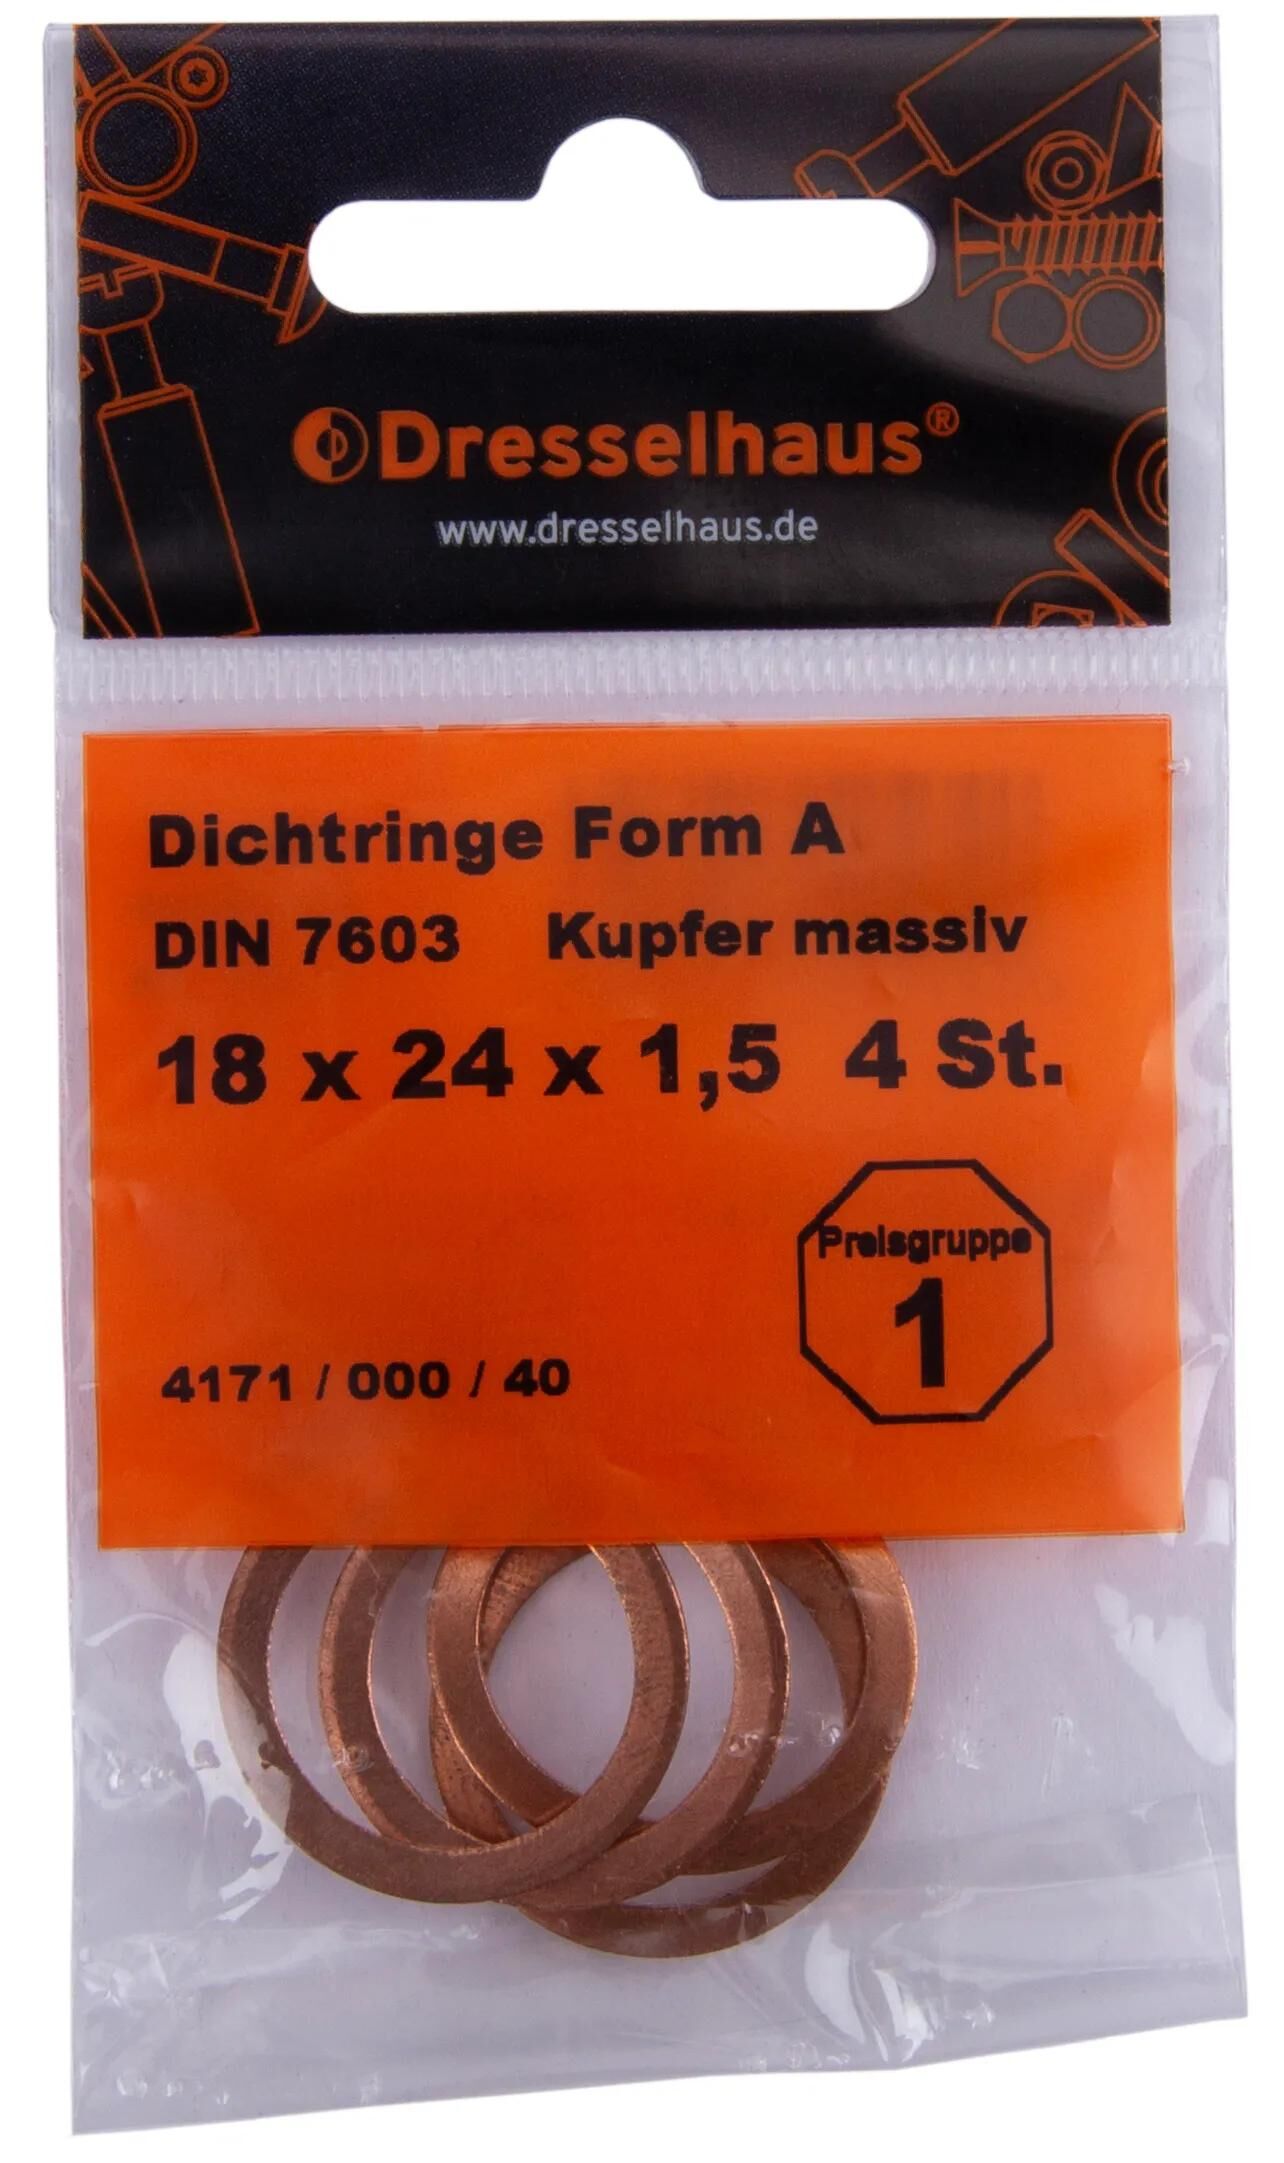 Dresselhaus®
www.dresselhaus.de
Dichtringe Form A
DIN 7603 Kupfer massiv
18 x 24 x 1,5 4 St.
Preisgruppe
1
4171 / 000 / 40